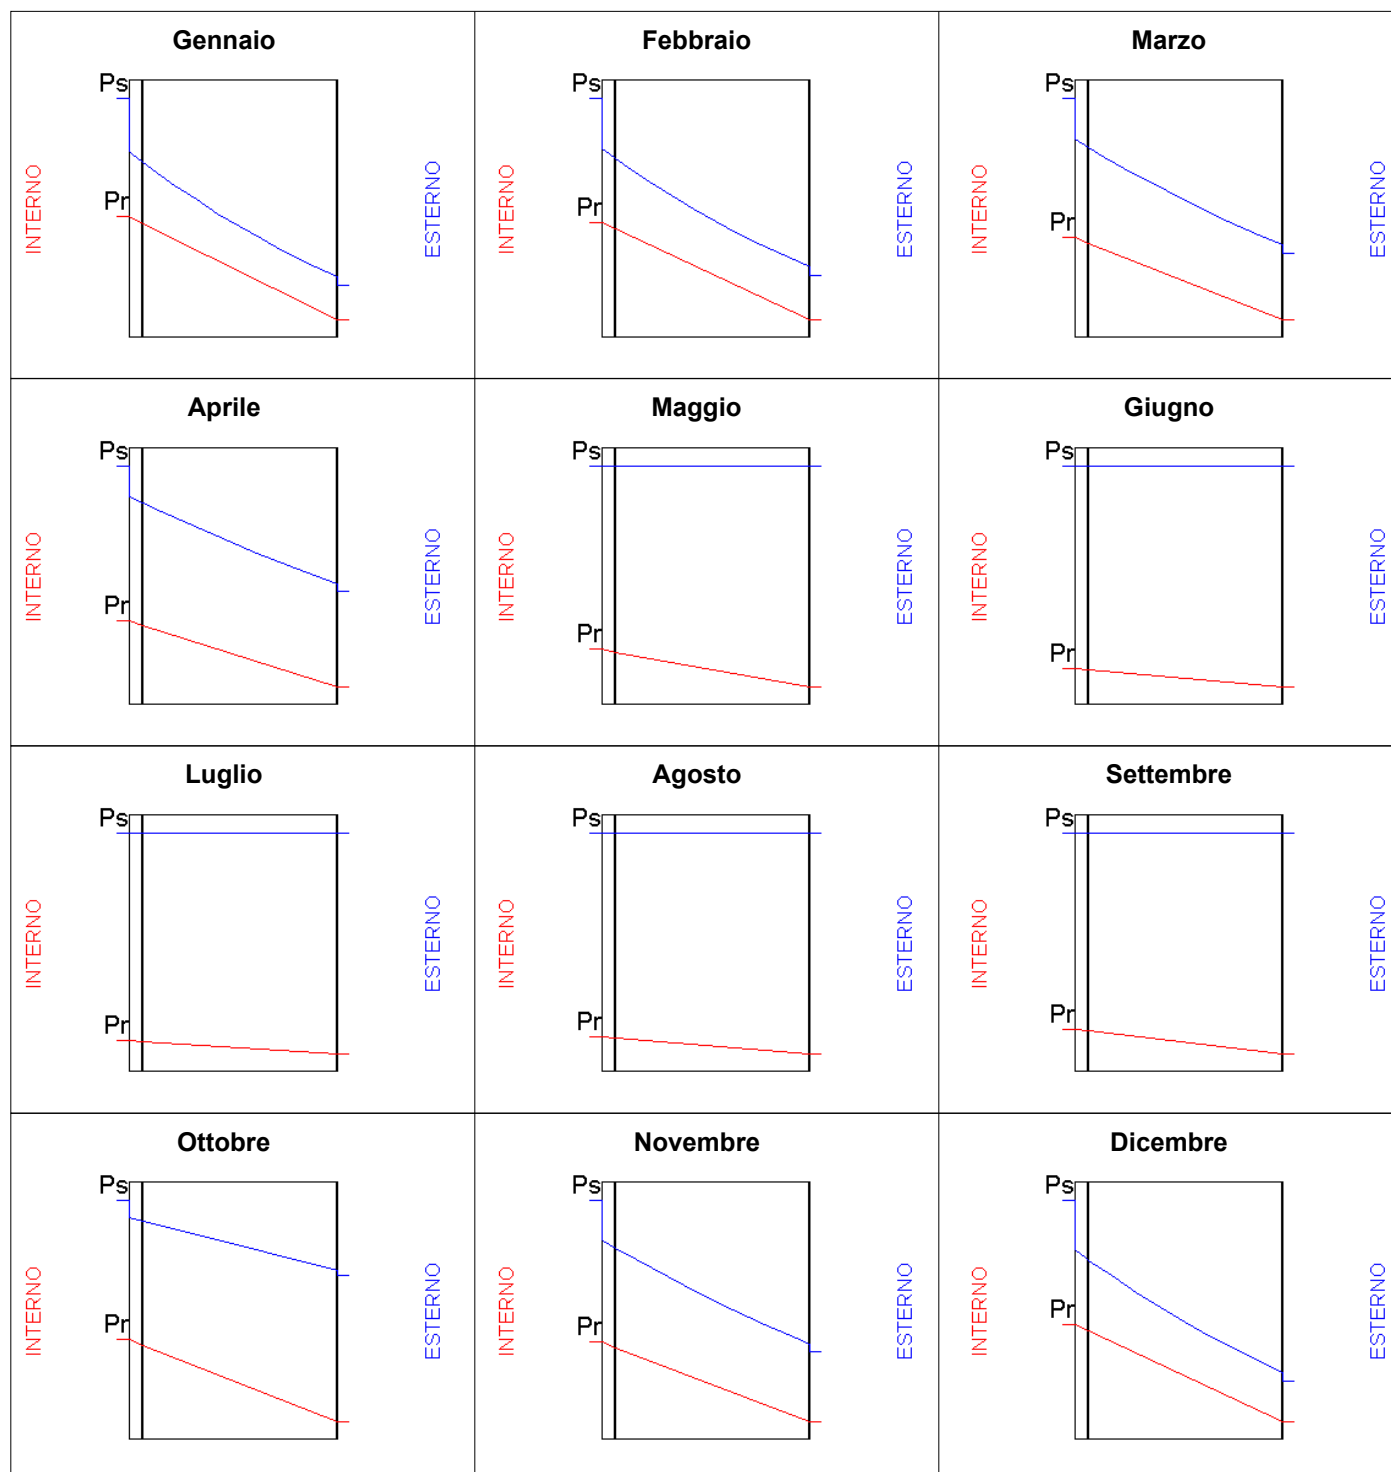 Gennaio
Ps
Pr
INTERNO
ESTERNO
Febbraio
Ps
Pr
INTERNO
ESTERNO
Marzo
Ps
Pr
INTERNO
ESTERNO
Aprile
Ps
Pr
INTERNO
ESTERNO
Maggio
Ps
Pr
INTERNO
ESTERNO
Giugno
Ps
Pr
INTERNO
ESTERNO
Luglio
Ps
Pr
INTERNO
ESTERNO
Agosto
Ps
Pr
INTERNO
ESTERNO
Settembre
Ps
Pr
INTERNO
ESTERNO
Ottobre
Ps
Pr
INTERNO
ESTERNO
Novembre
Ps
Pr
INTERNO
ESTERNO
Dicembre
Ps
Pr
INTERNO
ESTERNO